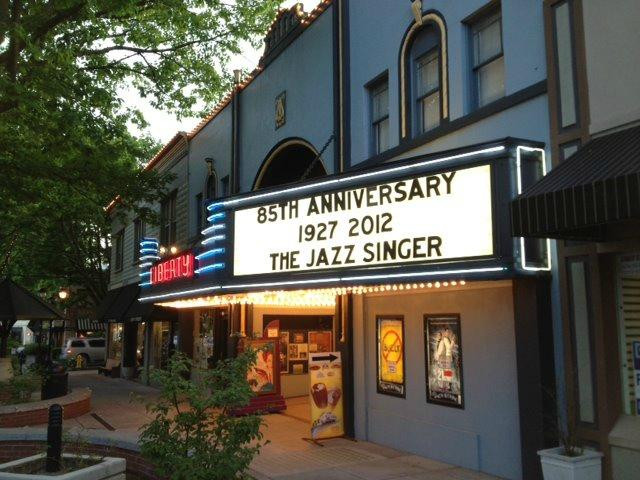 85TH ANNIVERSARY
1927 2012
THE JAZZ SINGER
LIBERTY